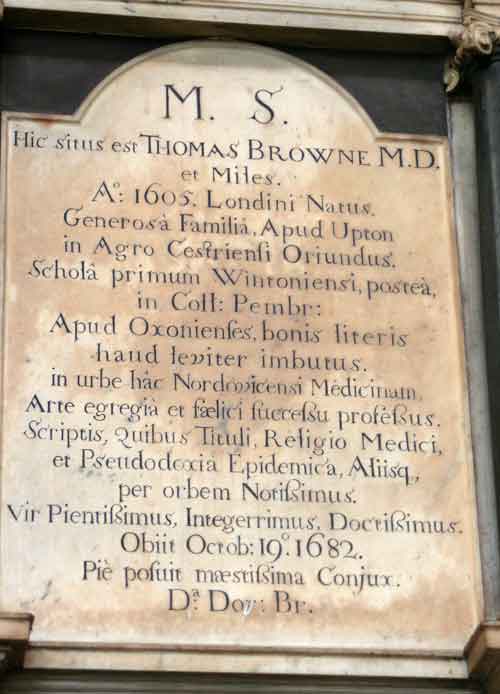 M. S.
Hic situs est THOMAS BROWNE M.D.
et Miles.
Aº: 1605. Londini Natus.
Generosâ Familiâ, Apud Upton
in Agro Cestriensi Oriundus.
Scholâ primum Wintoniensi, posteà,
in Coll: Pembr:
Apud Oxonienses, bonis literis
haud leviter imbutus.
in urbe hâc Nordovicensi Medicinam,
Arte egregia et fælici successu professus.
Scriptis, Quibus Tituli, Religio Medici,
et Pseudodoxia Epidemica, Aliisq,
per orbem Notissimus.
Vir Pientissimus, Integerrimus, Doctissimus.
Obiit Octob: 19º. 1682.
Piè posuit mæstissima Conjux.
Dª. Dor: Br.